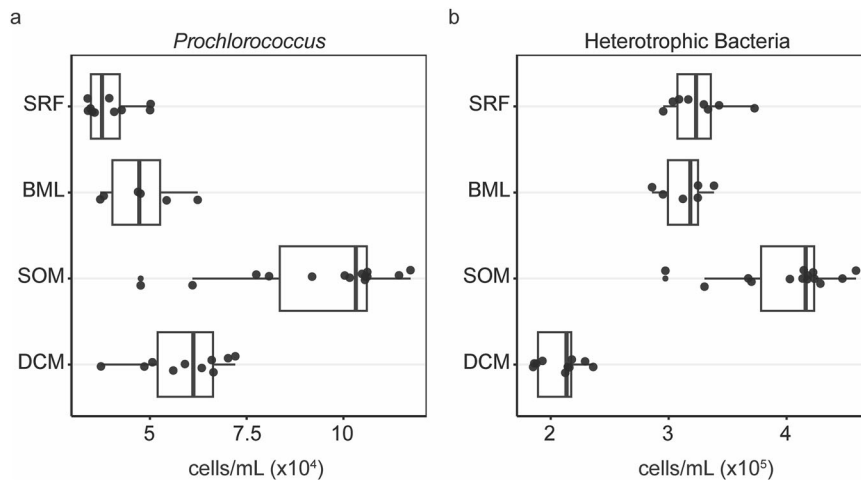 a
Prochlorococcus
SRF
BML
SOM
DCM
5 7.5 10
cells/mL (x10⁴)
b
Heterotrophic Bacteria
SRF
BML
SOM
DCM
2 3 4
cells/mL (x10⁵)